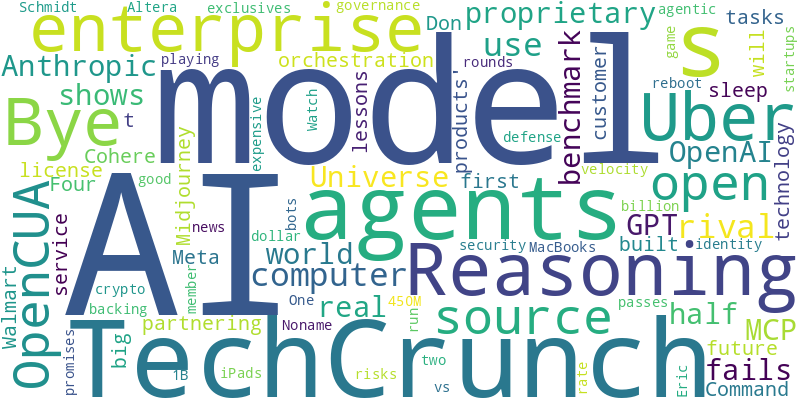 Schmidt
Altera
exclusives
governance
enterprise
Don
proprietary
agentic
tasks
Anthropic
playing
orchestration
rounds
use
s
game
will
startups
shows
Bye
t
model
lessons
Watch
expensive
products'
benchmark
customer
reboot
sleep
Uber
defense
OpenAI
Cohere
license
Four
good
Midjourney
Universe
first
velocity
open
technology
OpenCUA
service
AI
agents
billion
GPT
rival
news
bots
dollar
Meta
world
computer
security
MacBooks
built
identity
Reasoning
Walmart
crypto
member
One
real
450M
source
passes
half
MCP
backing
partnering
Noname
run
big
promises
TechCrunch
1B
iPads
risks
two
vs
rate
future
fails
Eric
Command